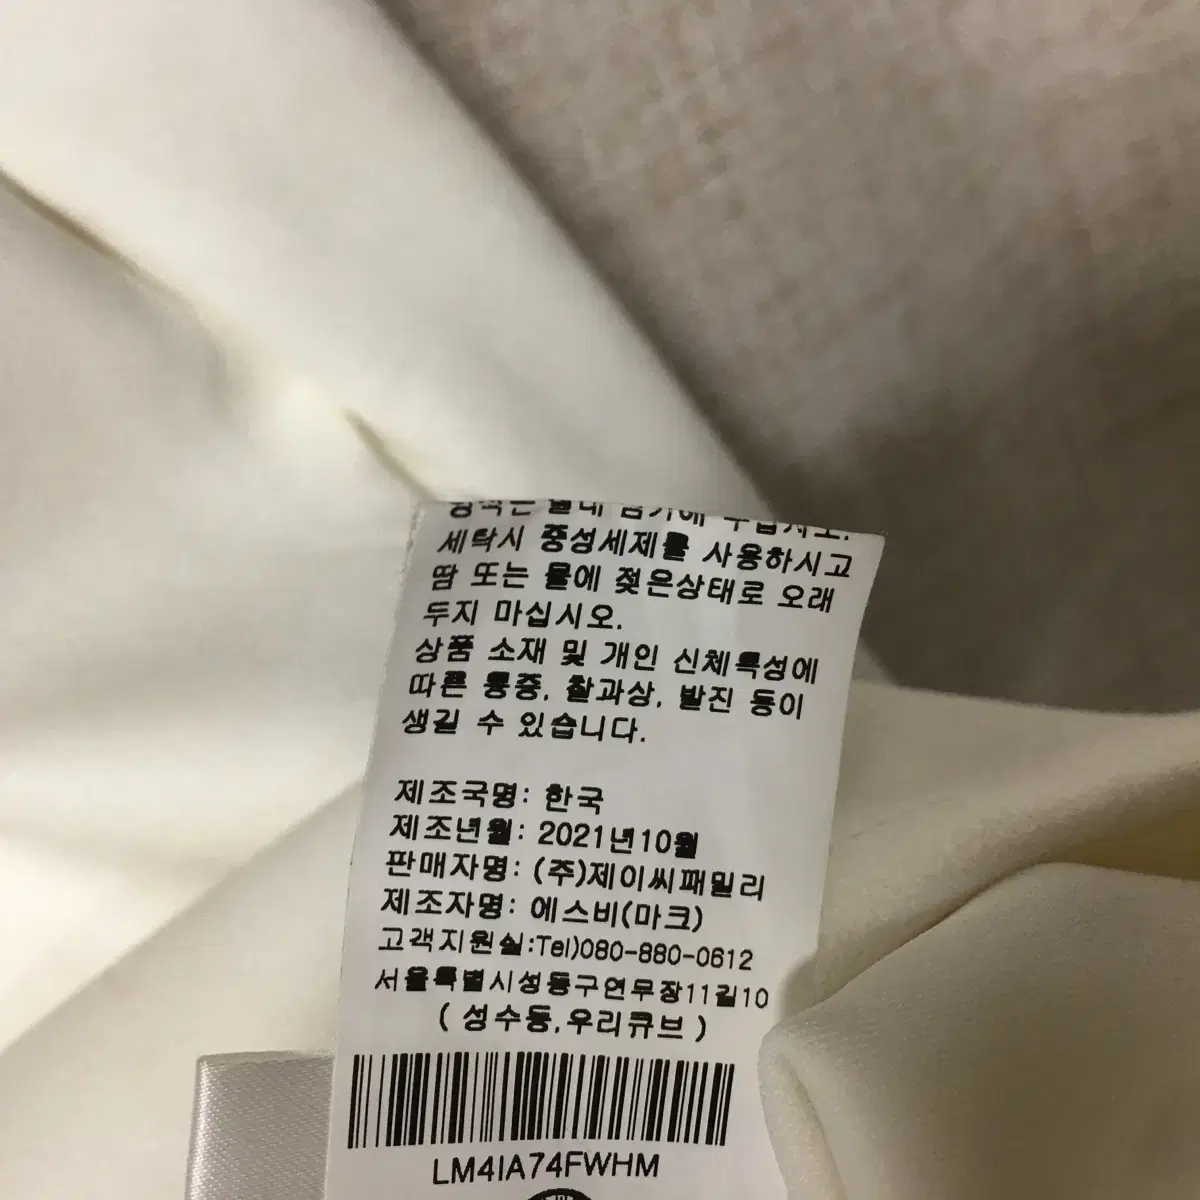 세탁시 중성세제를 사용하시고
땀 또는 물에 젖은상태로 오래
두지 마십시오.
상품 소재 및 개인 신체특성에
따른 통증, 찰과상, 발진 등이
생길 수 있습니다.
제조국명: 한국
제조년월: 2021년10월
판매자명: (주)제이씨패밀리
제조자명: 에스비(마크)
고객지원실:Tel)080-880-0612
서울특별시성동구연무장11길10
( 성수동,우리큐브 )
LM4IA74FWHM